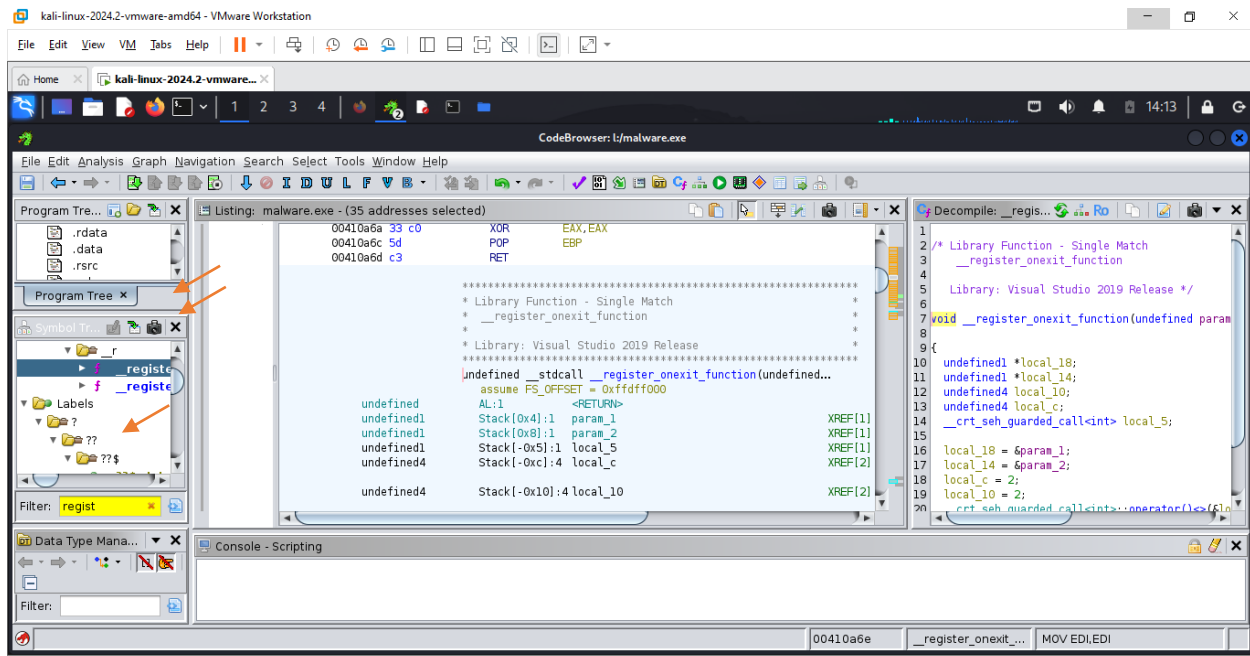 kali-linux-2024.2-vmware-amd64 - VMware Workstation
File Edit View VM Tabs Help
Home
kali-linux-2024.2-vmware...
1 2 3 4
2
14:13
CodeBrowser: l:/malware.exe
File Edit Analysis Graph Navigation Search Select Tools Window Help
I D U L F V B
Program Tre...
.rdata
.data
.rsrc
Program Tree
Symbol Tr...
__r
f __registe
f __registe
Labels
?
??
??$
Filter: regist
Data Type Mana...
Filter:
Listing: malware.exe - (35 addresses selected)
00410a6a 33 c0 XOR EAX,EAX
00410a6c 5d POP EBP
00410a6d c3 RET
**************************************************************
* Library Function - Single Match *
* __register_onexit_function *
* *
* Library: Visual Studio 2019 Release *
**************************************************************
undefined __stdcall __register_onexit_function(undefined...
assume FS_OFFSET = 0xffdff000
undefined AL:1 <RETURN>
undefined1 Stack[0x4]:1 param_1 XREF[1]
undefined1 Stack[0x8]:1 param_2 XREF[1]
undefined1 Stack[-0x5]:1 local_5 XREF[1]
undefined4 Stack[-0xc]:4 local_c XREF[2]
undefined4 Stack[-0x10]:4 local_10 XREF[2]
Decompile: __regis...
Ro
1
2 /* Library Function - Single Match
3 __register_onexit_function
4
5 Library: Visual Studio 2019 Release */
6
7 void __register_onexit_function(undefined param
8
9 {
10 undefined1 *local_18;
11 undefined1 *local_14;
12 undefined4 local_10;
13 undefined4 local_c;
14 __crt_seh_guarded_call<int> local_5;
15
16 local_18 = &param_1;
17 local_14 = &param_2;
18 local_c = 2;
19 local_10 = 2;
20 __crt_seh_guarded_call<int>::operator()<>(&lo
Console - Scripting
00410a6e
__register_onexit_...
MOV EDI,EDI